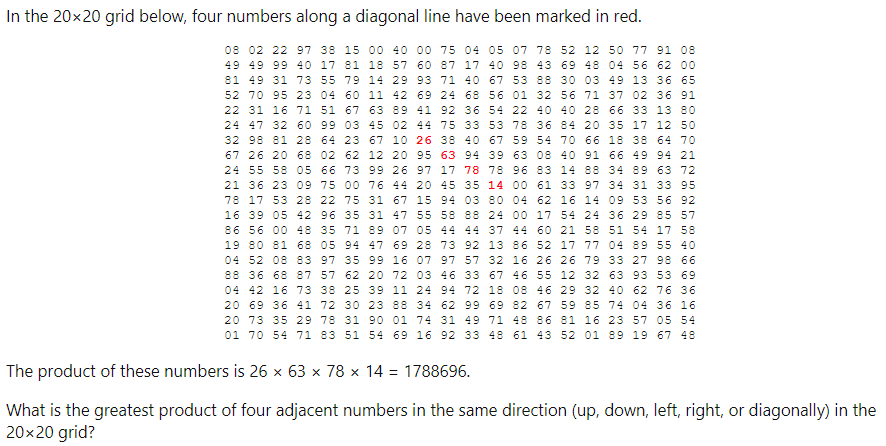 In the 20×20 grid below, four numbers along a diagonal line have been marked in red.
08 02 22 97 38 15 00 40 00 75 04 05 07 78 52 12 50 77 91 08
49 49 99 40 17 81 18 57 60 87 17 40 98 43 69 48 04 56 62 00
81 49 31 73 55 79 14 29 93 71 40 67 53 88 30 03 49 13 36 65
52 70 95 23 04 60 11 42 69 24 68 56 01 32 56 71 37 02 36 91
22 31 16 71 51 67 63 89 41 92 36 54 22 40 40 28 66 33 13 80
24 47 32 60 99 03 45 02 44 75 33 53 78 36 84 20 35 17 12 50
32 98 81 28 64 23 67 10 26 38 40 67 59 54 70 66 18 38 64 70
67 26 20 68 02 62 12 20 95 63 94 39 63 08 40 91 66 49 94 21
24 55 58 05 66 73 99 26 97 17 78 78 96 83 14 88 34 89 63 72
21 36 23 09 75 00 76 44 20 45 35 14 00 61 33 97 34 31 33 95
78 17 53 28 22 75 31 67 15 94 03 80 04 62 16 14 09 53 56 92
16 39 05 42 96 35 31 47 55 58 88 24 00 17 54 24 36 29 85 57
86 56 00 48 35 71 89 07 05 44 44 37 44 60 21 58 51 54 17 58
19 80 81 68 05 94 47 69 28 73 92 13 86 52 17 77 04 89 55 40
04 52 08 83 97 35 99 16 07 97 57 32 16 26 26 79 33 27 98 66
88 36 68 87 57 62 20 72 03 46 33 67 46 55 12 32 63 93 53 69
04 42 16 73 38 25 39 11 24 94 72 18 08 46 29 32 40 62 76 36
20 69 36 41 72 30 23 88 34 62 99 69 82 67 59 85 74 04 36 16
20 73 35 29 78 31 90 01 74 31 49 71 48 86 81 16 23 57 05 54
01 70 54 71 83 51 54 69 16 92 33 48 61 43 52 01 89 19 67 48
The product of these numbers is 26 × 63 × 78 × 14 = 1788696.
What is the greatest product of four adjacent numbers in the same direction (up, down, left, right, or diagonally) in the
20×20 grid?